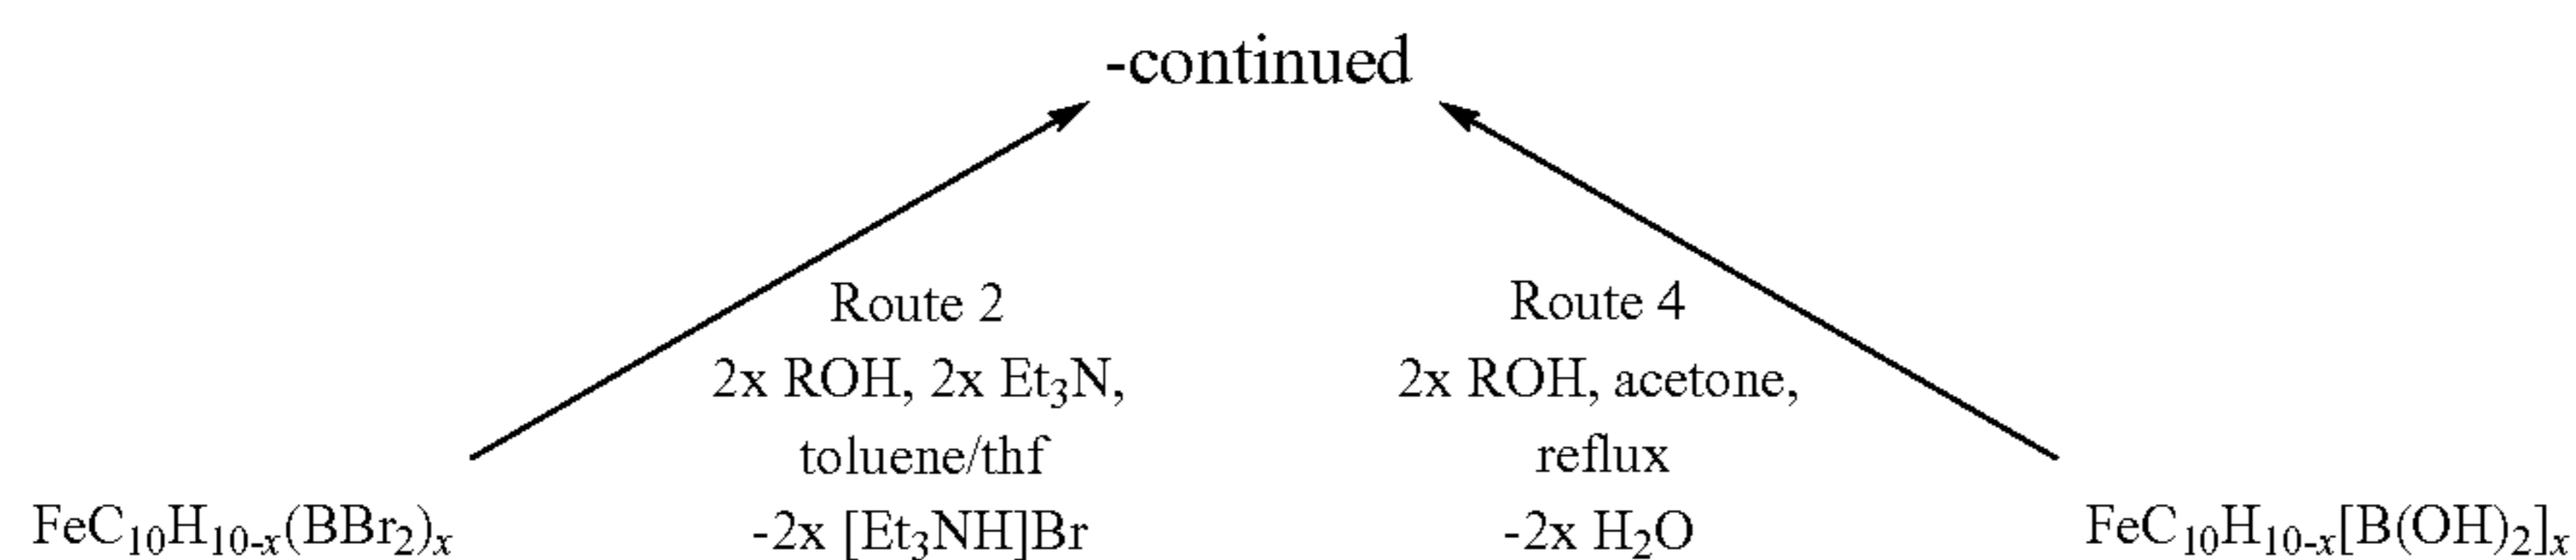 -continued
Route 2
2x ROH, 2x Et₃N,
toluene/thf
-2x [Et₃NH]Br
Route 4
2x ROH, acetone,
reflux
-2x H₂O
FeC₁₀H₁₀₋ₓ(BBr₂)ₓ
FeC₁₀H₁₀₋ₓ[B(OH)₂]ₓ